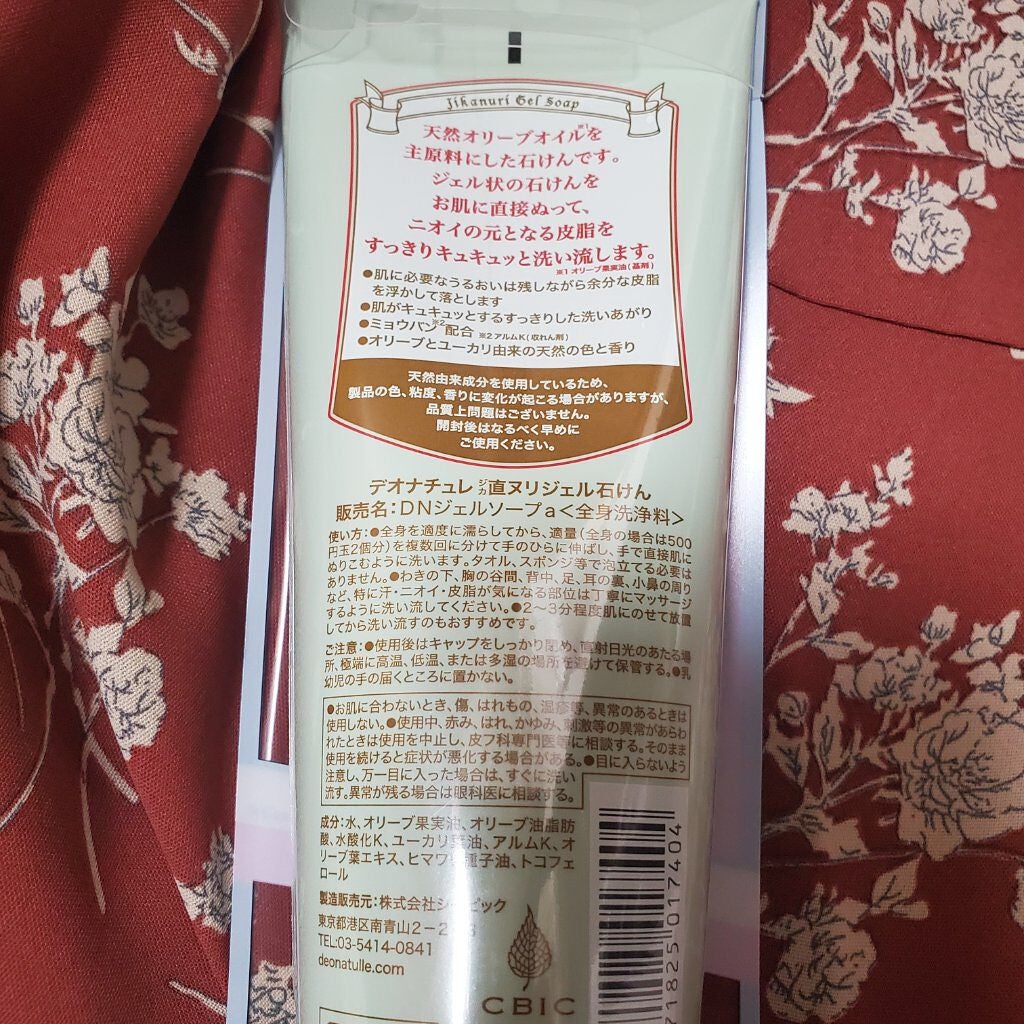 Jikanuri Gel Soap
天然オリーブオイル※1を
主原料にした石けんです。
ジェル状の石けんを
お肌に直接ぬって、
ニオイの元となる皮脂を
すっきりキュキュッと洗い流します。
※1 オリーブ果実油(基剤)
●肌に必要なうるおいは残しながら余分な皮脂
を浮かして落とします
●肌がキュキュッとするすっきりした洗いあがり
●ミョウバン※2配合 ※2 アルムK(収れん剤)
●オリーブとユーカリ由来の天然の色と香り
天然由来成分を使用しているため、
製品の色、粘度、香りに変化が起こる場合がありますが、
品質上問題はございません。
開封後はなるべく早めに
ご使用ください。
デオナチュレ 直ジカヌリジェル石けん
販売名:DNジェルソープa<全身洗浄料>
使い方:●全身を適度に濡らしてから、適量(全身の場合は500
円玉2個分)を複数回に分けて手のひらに伸ばし、手で直接肌に
ぬりこむように洗います。タオル、スポンジ等で泡立てる必要は
ありません。●わきの下、胸の谷間、背中、足、耳の裏、小鼻の周り
など、特に汗・ニオイ・皮脂が気になる部位は丁寧にマッサージ
するように洗い流してください。●2〜3分程度肌にのせて放置
してから洗い流すのもおすすめです。
ご注意:●使用後はキャップをしっかり閉め、直射日光のあたる場
所、極端に高温、低温、または多湿の場所を避けて保管する。●乳
幼児の手の届くところに置かない。
●お肌に合わないとき、傷、はれもの、湿疹等、異常のあるときは
使用しない。●使用中、赤み、はれ、かゆみ、刺激等の異常があらわ
れたときは使用を中止し、皮フ科専門医等に相談する。そのまま
使用を続けると症状が悪化する場合がある。●目に入らないよう
注意し、万一目に入った場合は、すぐに洗い
流す。異常が残る場合は眼科医に相談する。
成分:水、オリーブ果実油、オリーブ油脂肪
酸、水酸化K、ユーカリ葉油、アルムK、オ
リーブ葉エキス、ヒマワリ種子油、トコフェ
ロール
製造販売元:株式会社シービック
東京都港区南青山2-2
TEL:03-5414-0841
deonatulle.com
CBIC
718250174​04